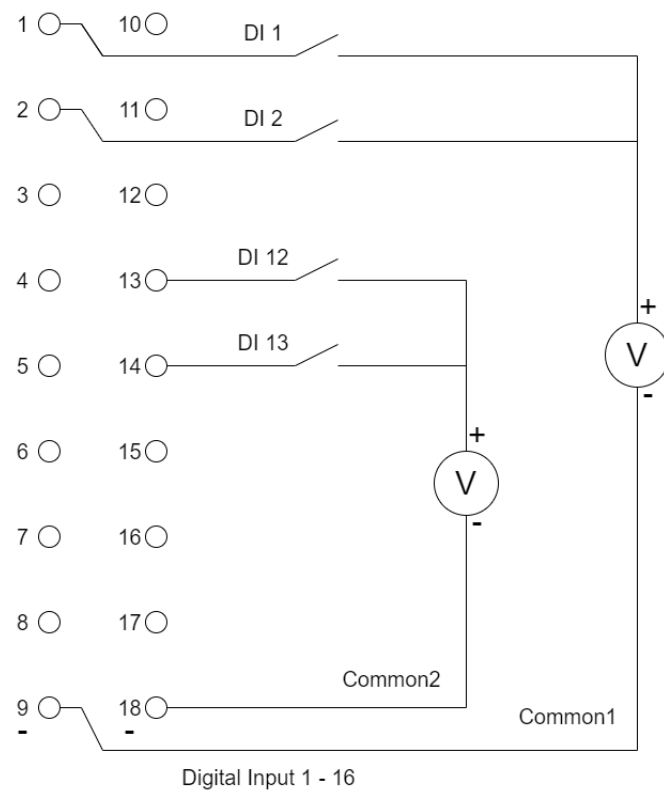 1 10 DI 1
2 11 DI 2
3 12
4 13 DI 12
5 14 DI 13
+
V
-
6 15
+
V
-
7 16
8 17
Common2
9 18
- -
Common1
Digital Input 1 - 16